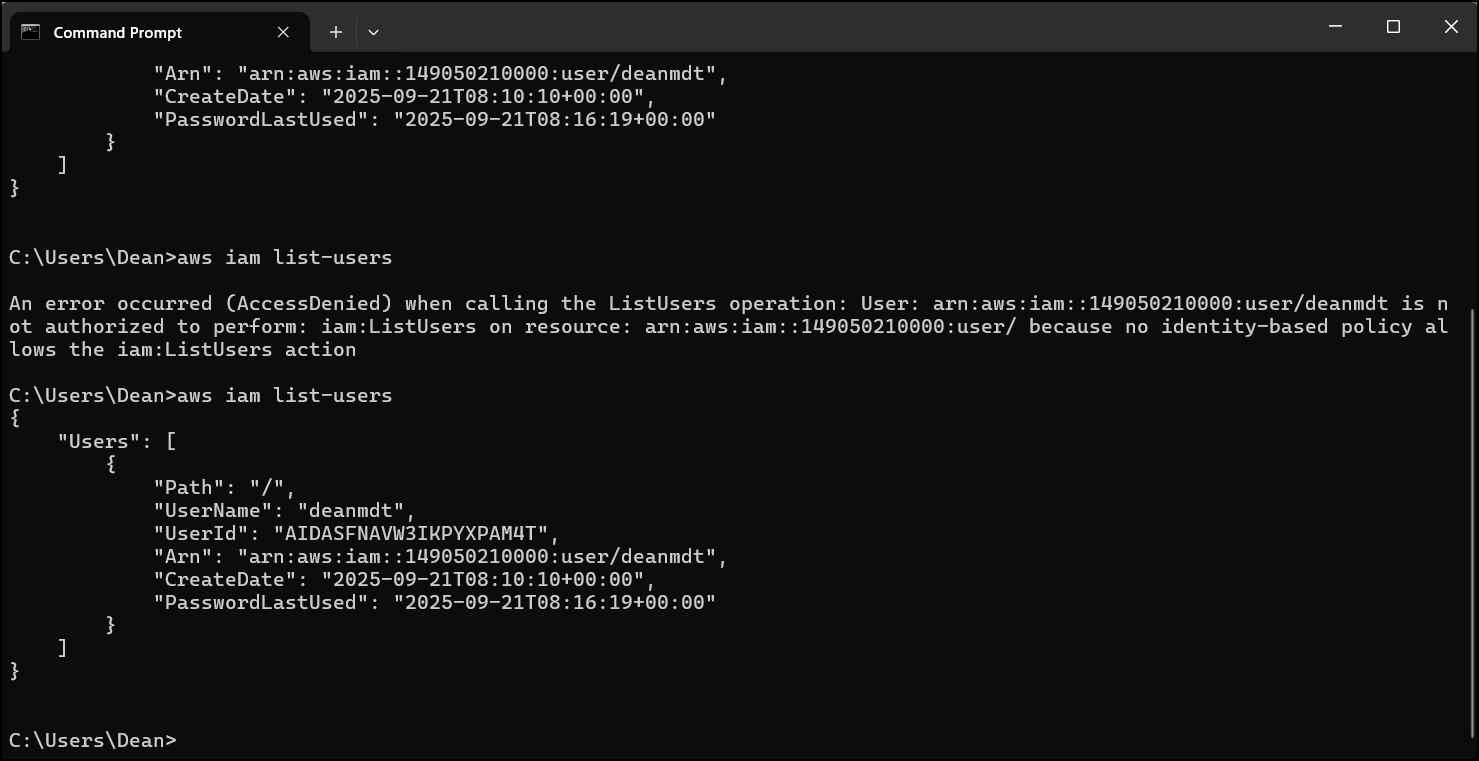 Command Prompt
            "Arn": "arn:aws:iam::149050210000:user/deanmdt",
            "CreateDate": "2025-09-21T08:10:10+00:00",
            "PasswordLastUsed": "2025-09-21T08:16:19+00:00"
        }
    ]
}
C:\Users\Dean>aws iam list-users
An error occurred (AccessDenied) when calling the ListUsers operation: User: arn:aws:iam::149050210000:user/deanmdt is n
ot authorized to perform: iam:ListUsers on resource: arn:aws:iam::149050210000:user/ because no identity-based policy al
lows the iam:ListUsers action
C:\Users\Dean>aws iam list-users
{
    "Users": [
        {
            "Path": "/",
            "UserName": "deanmdt",
            "UserId": "AIDASFNAVW3IKPYXPAM4T",
            "Arn": "arn:aws:iam::149050210000:user/deanmdt",
            "CreateDate": "2025-09-21T08:10:10+00:00",
            "PasswordLastUsed": "2025-09-21T08:16:19+00:00"
        }
    ]
}
C:\Users\Dean>